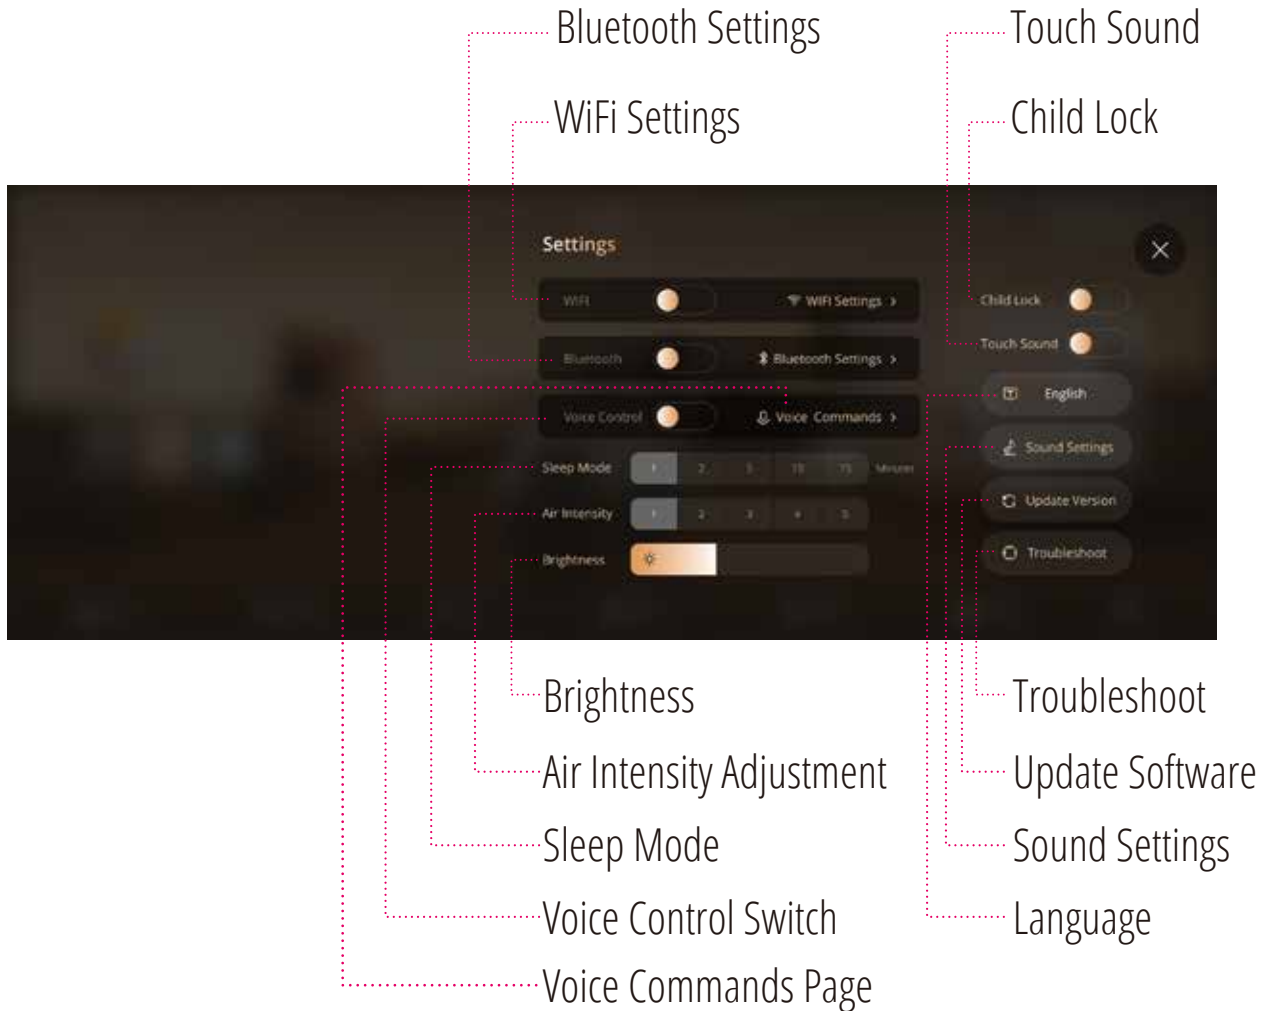 Bluetooth Settings
Touch Sound
WiFi Settings
Child Lock
Settings
WiFi
WiFi Settings >
Child Lock
Bluetooth
Bluetooth Settings >
Touch Sound
Voice Control
Voice Commands >
English
Sleep Mode 1 2 5 10 15 Minutes
Sound Settings
Air Intensity 1 2 3 4 5
Update Version
Brightness
Troubleshoot
Brightness
Troubleshoot
Air Intensity Adjustment
Update Software
Sleep Mode
Sound Settings
Voice Control Switch
Language
Voice Commands Page